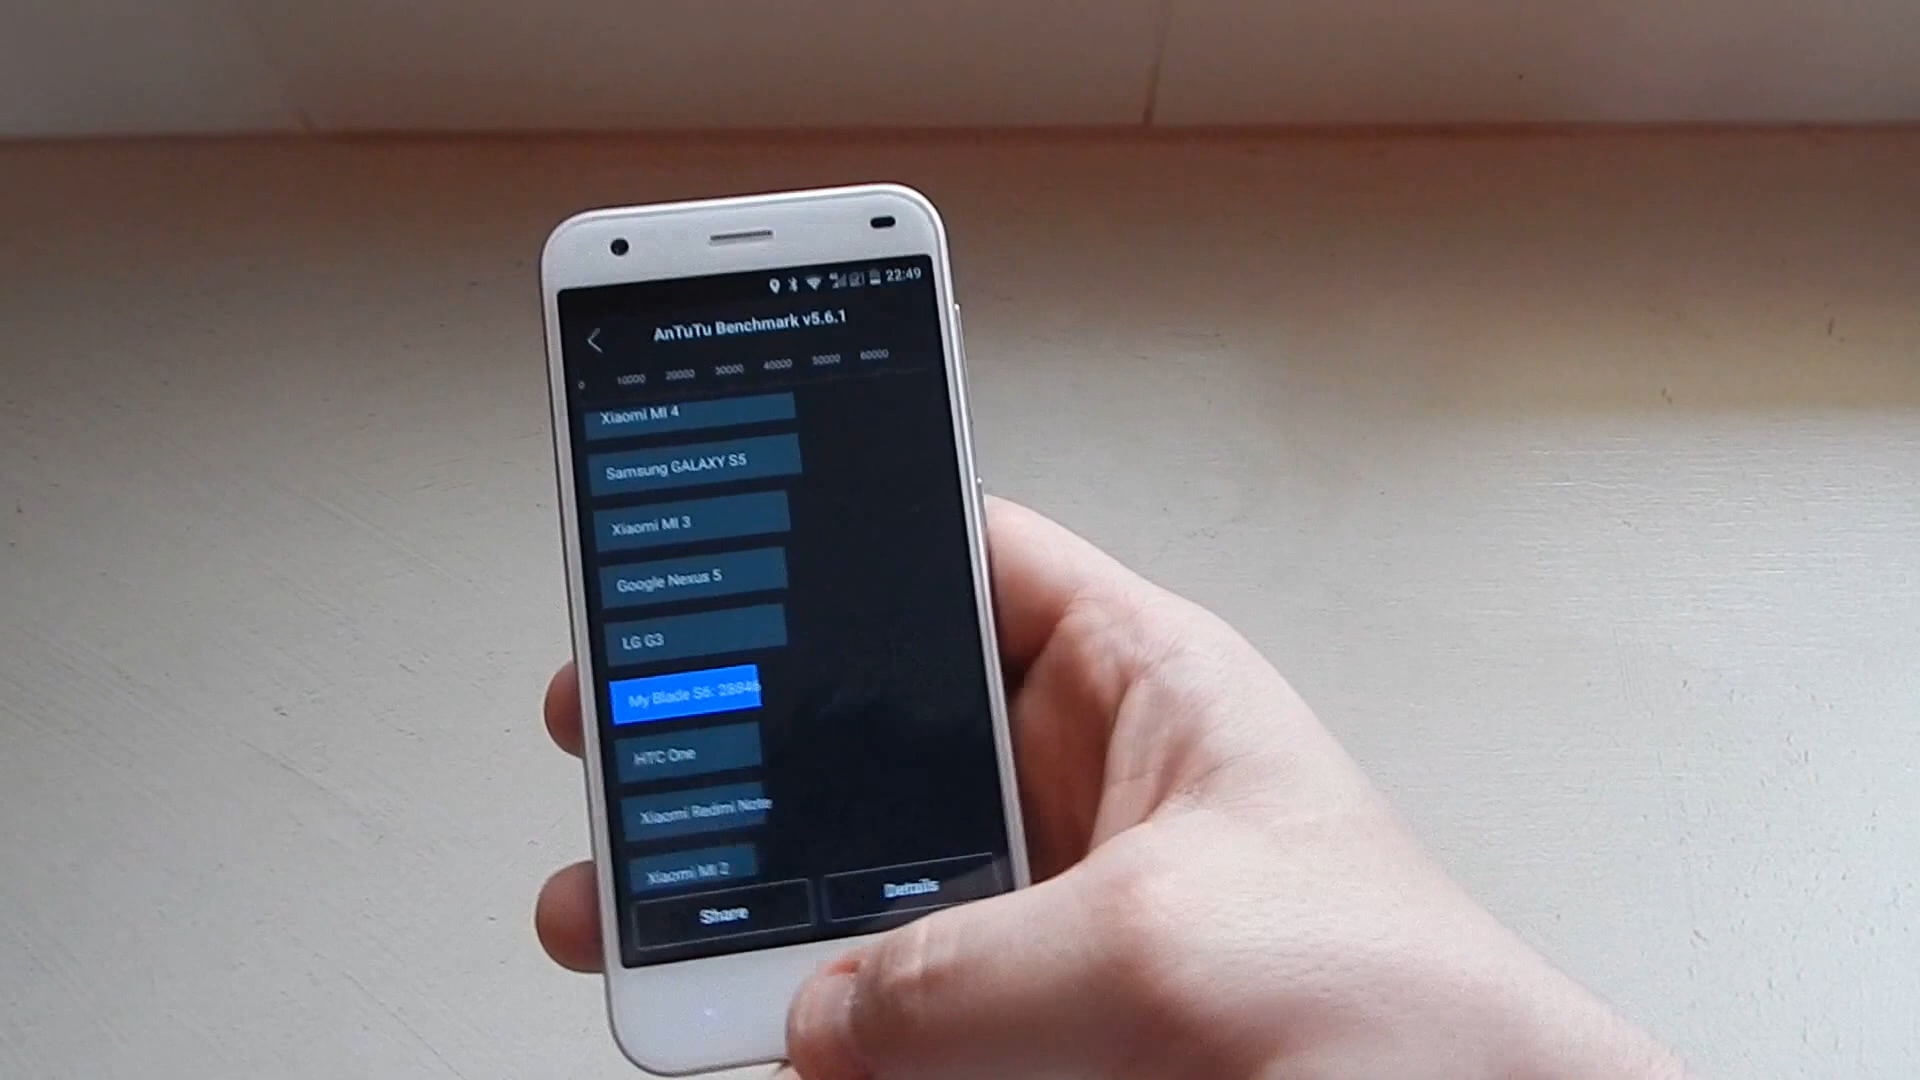 22:49
AnTuTu Benchmark v5.6.1
0 10000 20000 30000 40000 50000 60000
Xiaomi MI 4
Samsung GALAXY S5
Xiaomi MI 3
Google Nexus 5
LG G3
My Blade S6: 28846
HTC One
Xiaomi Redmi Note
Xiaomi MI 2
Share Details